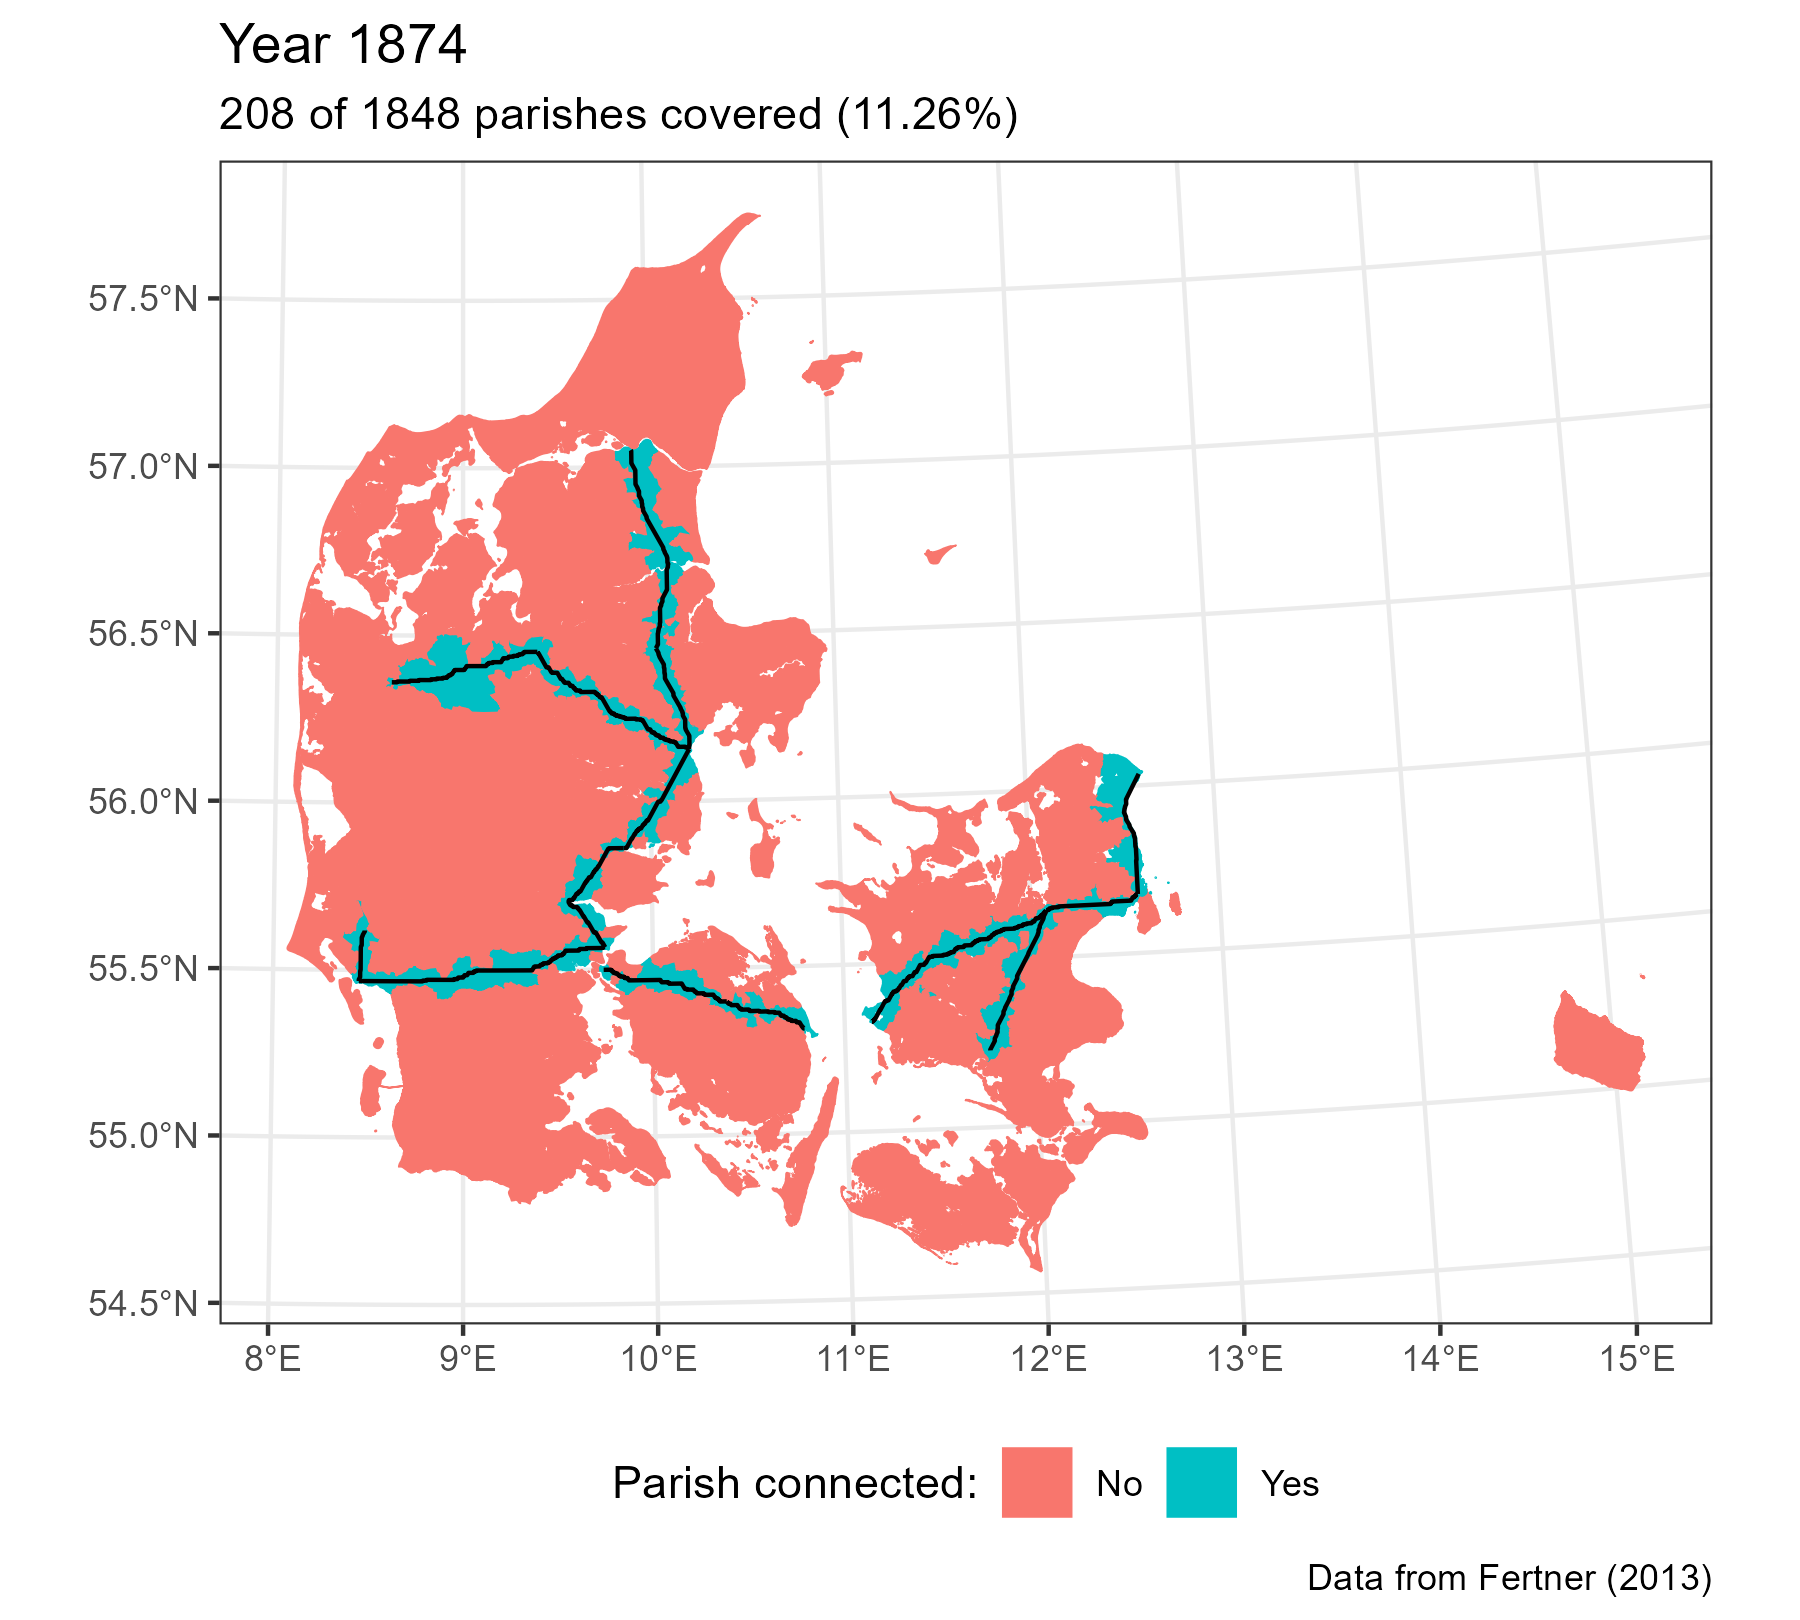 Year 1874
208 of 1848 parishes covered (11.26%)
57.5°N
57.0°N
56.5°N
56.0°N
55.5°N
55.0°N
54.5°N
8°E 9°E 10°E 11°E 12°E 13°E 14°E 15°E
Parish connected: No Yes
Data from Fertner (2013)